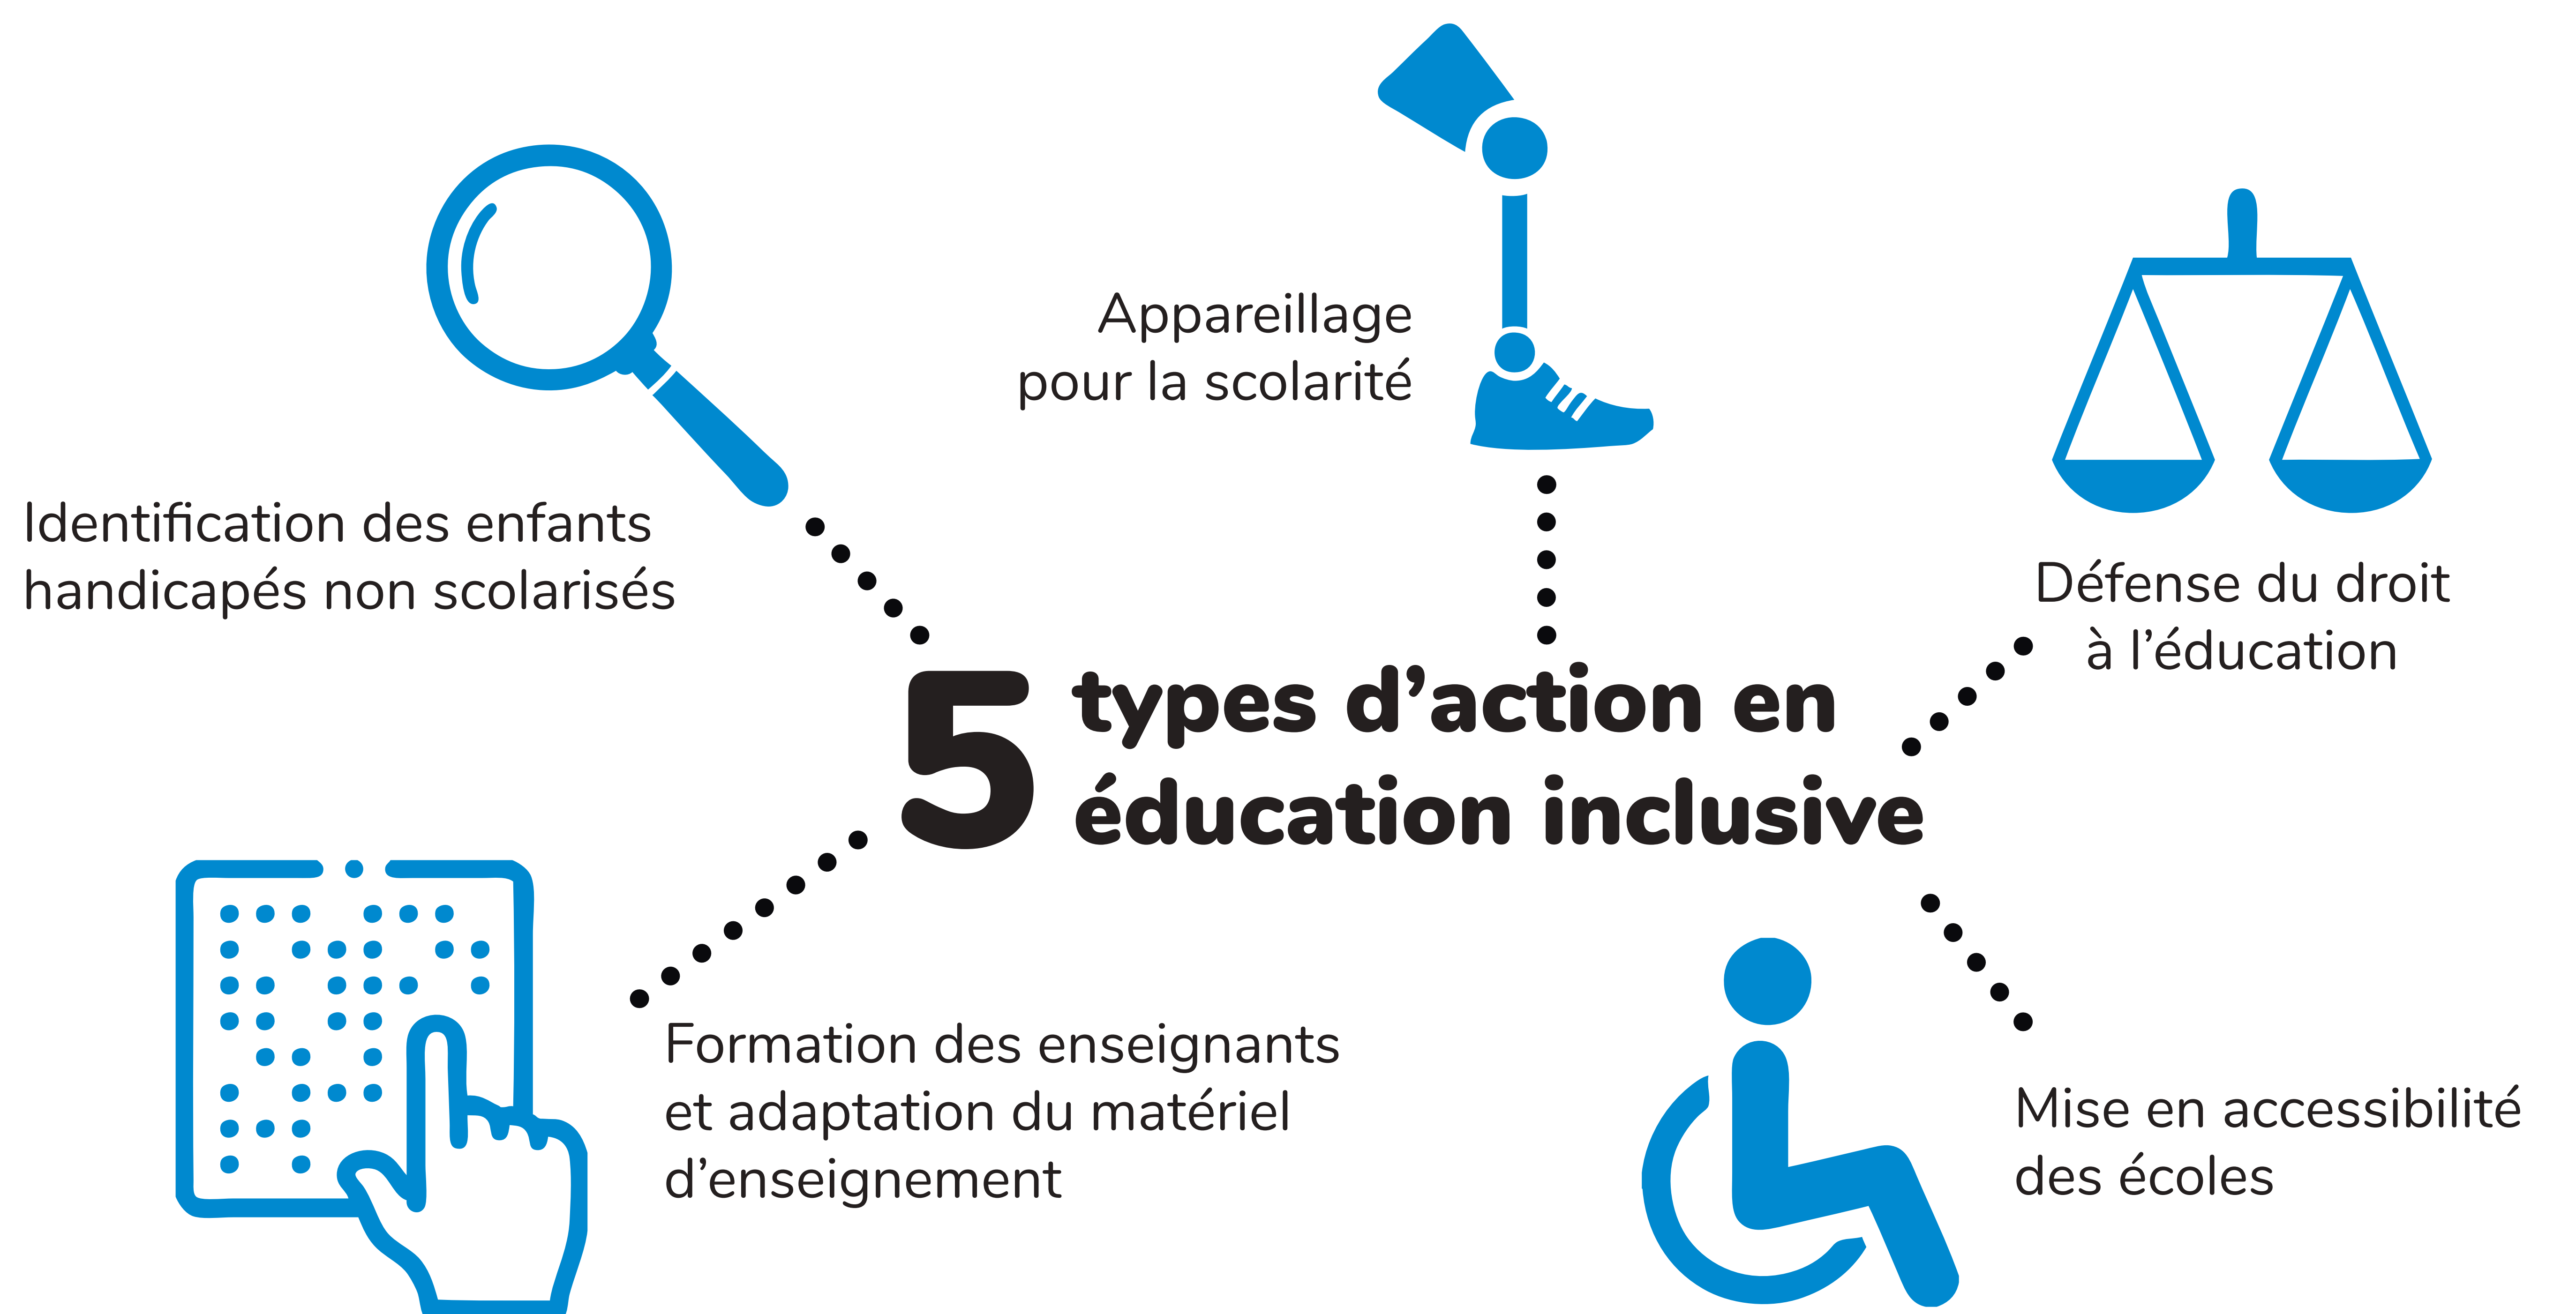 Appareillage
pour la scolarité
Identification des enfants
handicapés non scolarisés
Défense du droit
à l’éducation
5 types d’action en
éducation inclusive
Formation des enseignants
et adaptation du matériel
d’enseignement
Mise en accessibilité
des écoles